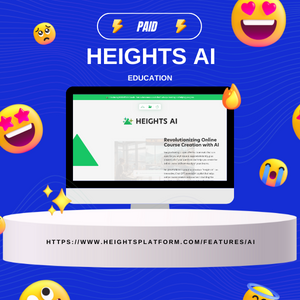 PAID
HEIGHTS AI
EDUCATION
HEIGHTS AI
Revolutionizing Online
Course Creation with AI
HTTPS://WWW.HEIGHTSPLATFORM.COM/FEATURES/AI